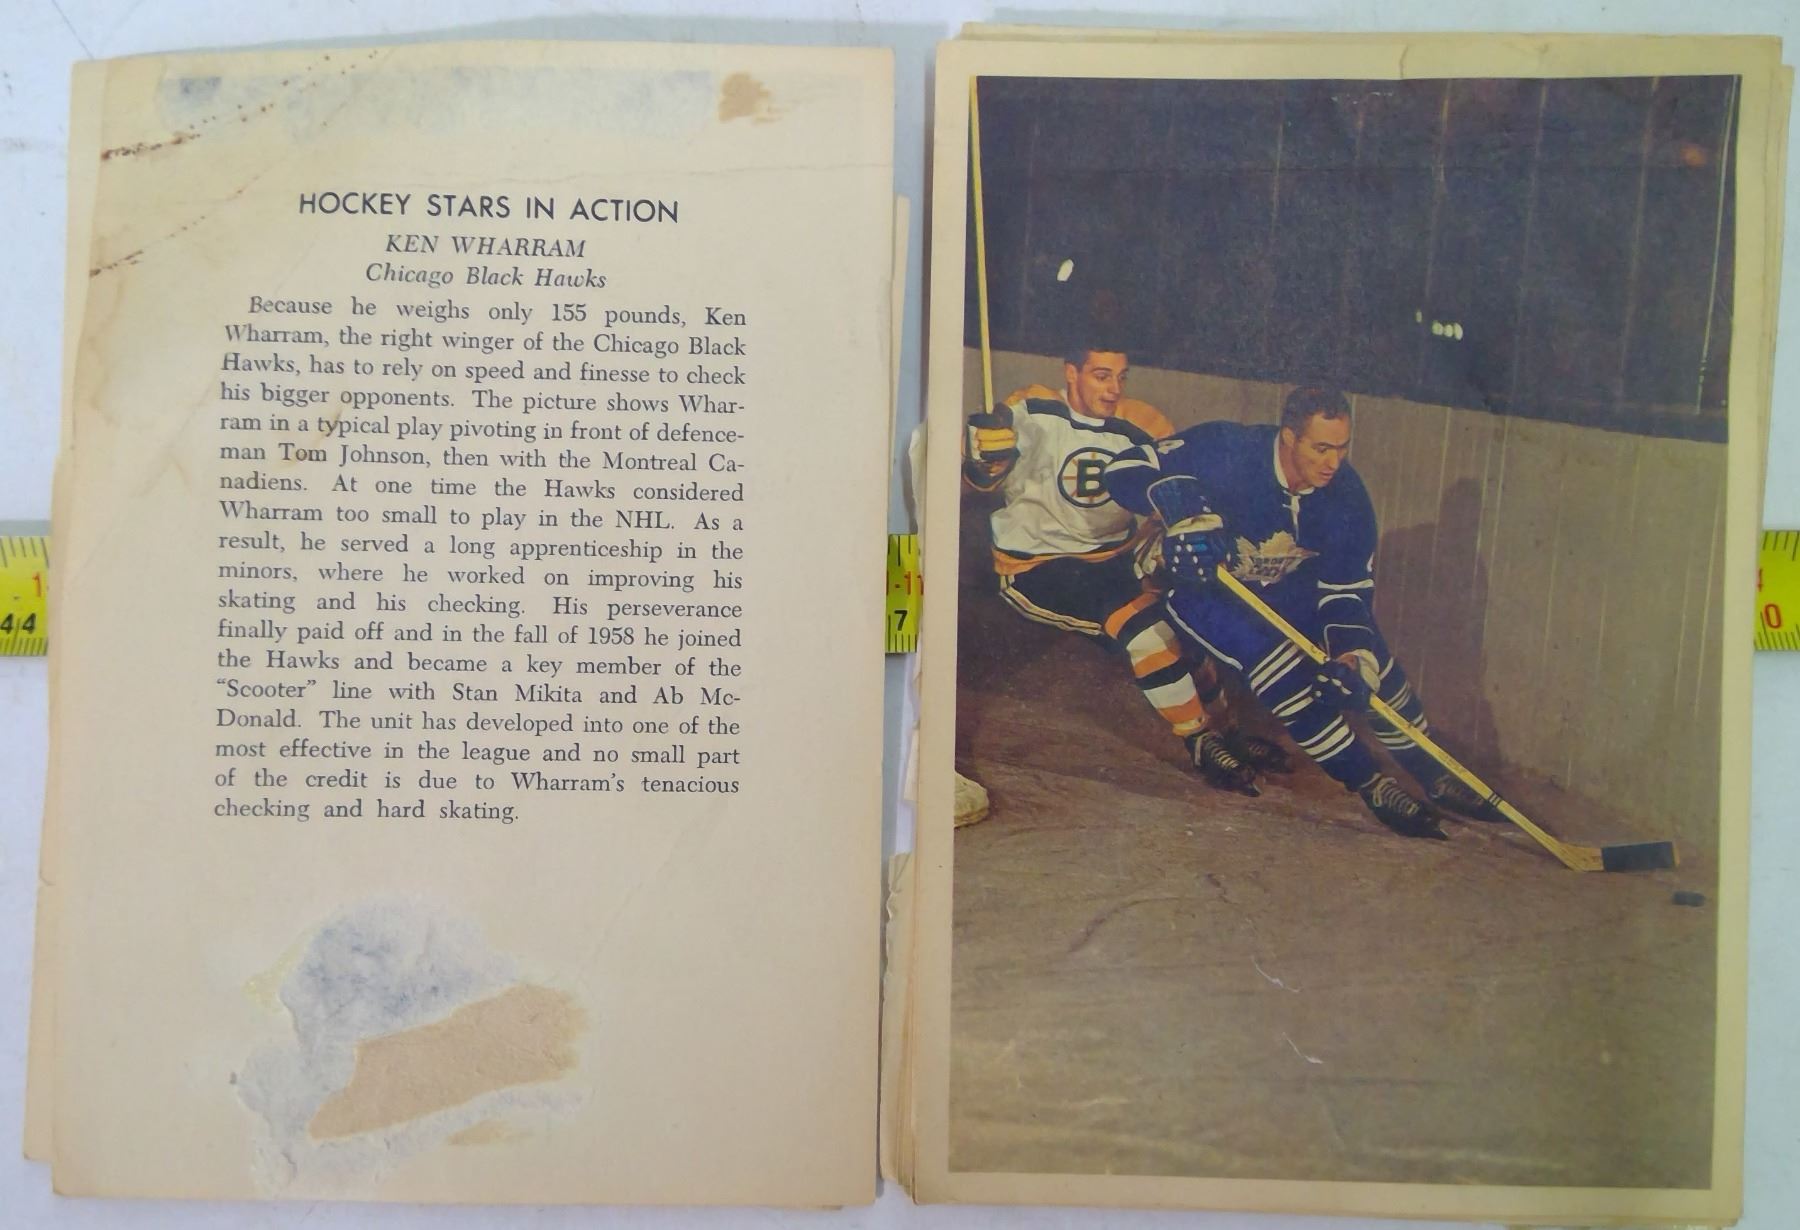 HOCKEY STARS IN ACTION
KEN WHARRAM
Chicago Black Hawks
Because he weighs only 155 pounds, Ken
Wharram, the right winger of the Chicago Black
Hawks, has to rely on speed and finesse to check
his bigger opponents. The picture shows Whar-
ram in a typical play pivoting in front of defence-
man Tom Johnson, then with the Montreal Ca-
nadiens. At one time the Hawks considered
Wharram too small to play in the NHL. As a
result, he served a long apprenticeship in the
minors, where he worked on improving his
skating and his checking. His perseverance
finally paid off and in the fall of 1958 he joined
the Hawks and became a key member of the
"Scooter" line with Stan Mikita and Ab Mc-
Donald. The unit has developed into one of the
most effective in the league and no small part
of the credit is due to Wharram's tenacious
checking and hard skating.
B
44
7
0